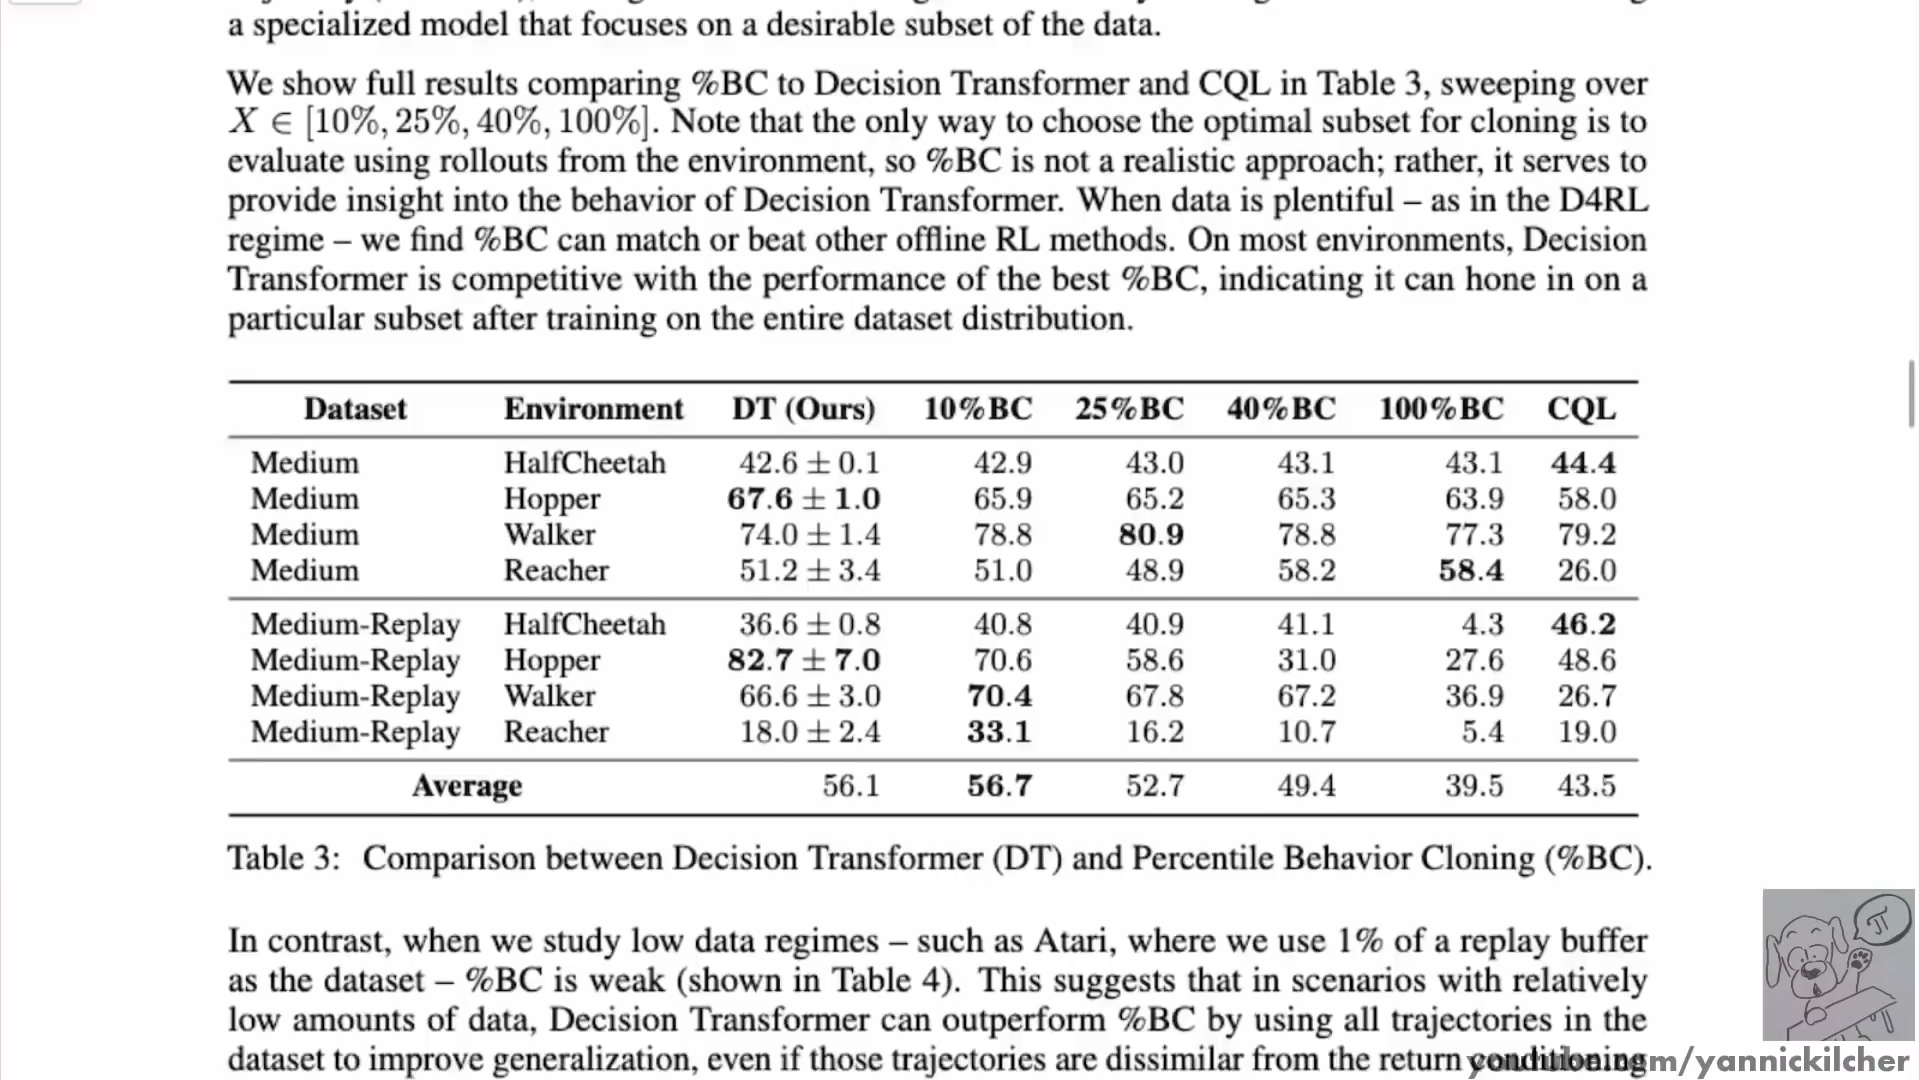 a specialized model that focuses on a desirable subset of the data.
We show full results comparing %BC to Decision Transformer and CQL in Table 3, sweeping over
X ∈ [10%, 25%, 40%, 100%]. Note that the only way to choose the optimal subset for cloning is to
evaluate using rollouts from the environment, so %BC is not a realistic approach; rather, it serves to
provide insight into the behavior of Decision Transformer. When data is plentiful – as in the D4RL
regime – we find %BC can match or beat other offline RL methods. On most environments, Decision
Transformer is competitive with the performance of the best %BC, indicating it can hone in on a
particular subset after training on the entire dataset distribution.
Dataset Environment DT (Ours) 10%BC 25%BC 40%BC 100%BC CQL
Medium HalfCheetah 42.6 ± 0.1 42.9 43.0 43.1 43.1 44.4
Medium Hopper 67.6 ± 1.0 65.9 65.2 65.3 63.9 58.0
Medium Walker 74.0 ± 1.4 78.8 80.9 78.8 77.3 79.2
Medium Reacher 51.2 ± 3.4 51.0 48.9 58.2 58.4 26.0
Medium-Replay HalfCheetah 36.6 ± 0.8 40.8 40.9 41.1 4.3 46.2
Medium-Replay Hopper 82.7 ± 7.0 70.6 58.6 31.0 27.6 48.6
Medium-Replay Walker 66.6 ± 3.0 70.4 67.8 67.2 36.9 26.7
Medium-Replay Reacher 18.0 ± 2.4 33.1 16.2 10.7 5.4 19.0
Average 56.1 56.7 52.7 49.4 39.5 43.5
Table 3: Comparison between Decision Transformer (DT) and Percentile Behavior Cloning (%BC).
In contrast, when we study low data regimes – such as Atari, where we use 1% of a replay buffer
as the dataset – %BC is weak (shown in Table 4). This suggests that in scenarios with relatively
low amounts of data, Decision Transformer can outperform %BC by using all trajectories in the
dataset to improve generalization, even if those trajectories are dissimilar from the return conditioning
π
youtube.com/yannickilcher